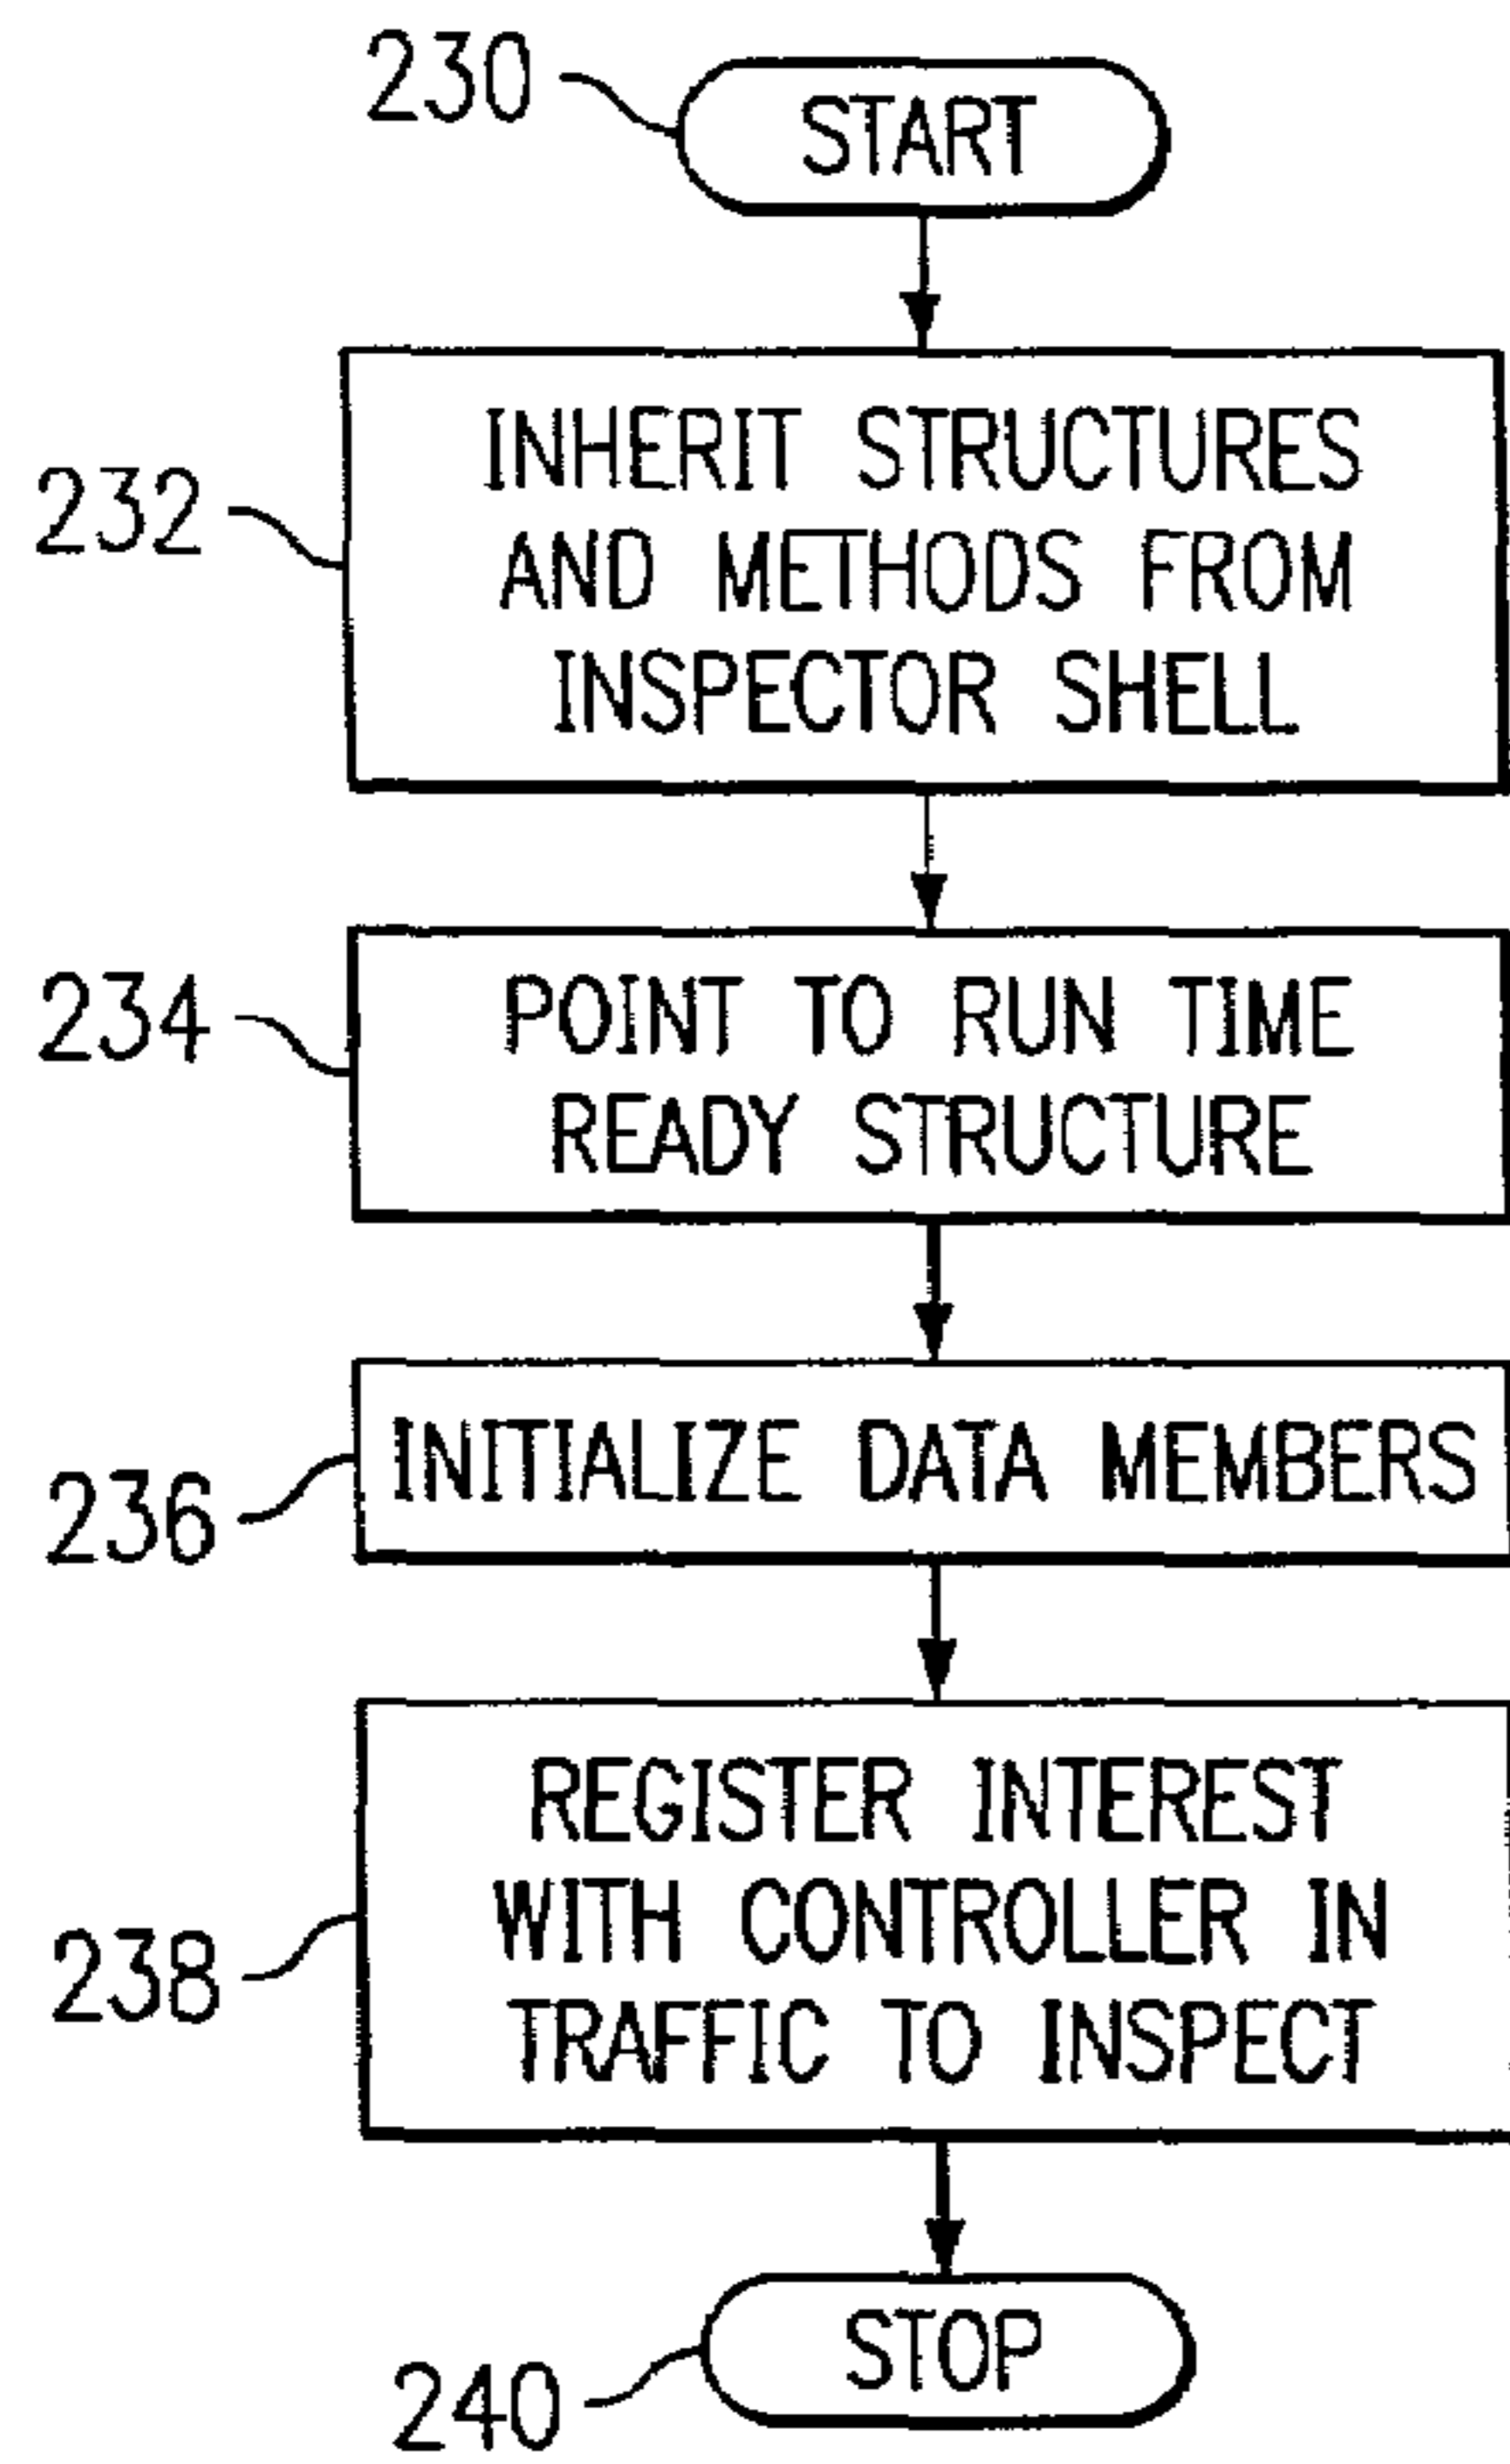 230
START
INHERIT STRUCTURES
AND METHODS FROM
INSPECTOR SHELL
232
POINT TO RUN TIME
READY STRUCTURE
234
INITIALIZE DATA MEMBERS
236
REGISTER INTEREST
WITH CONTROLLER IN
TRAFFIC TO INSPECT
238
STOP
240